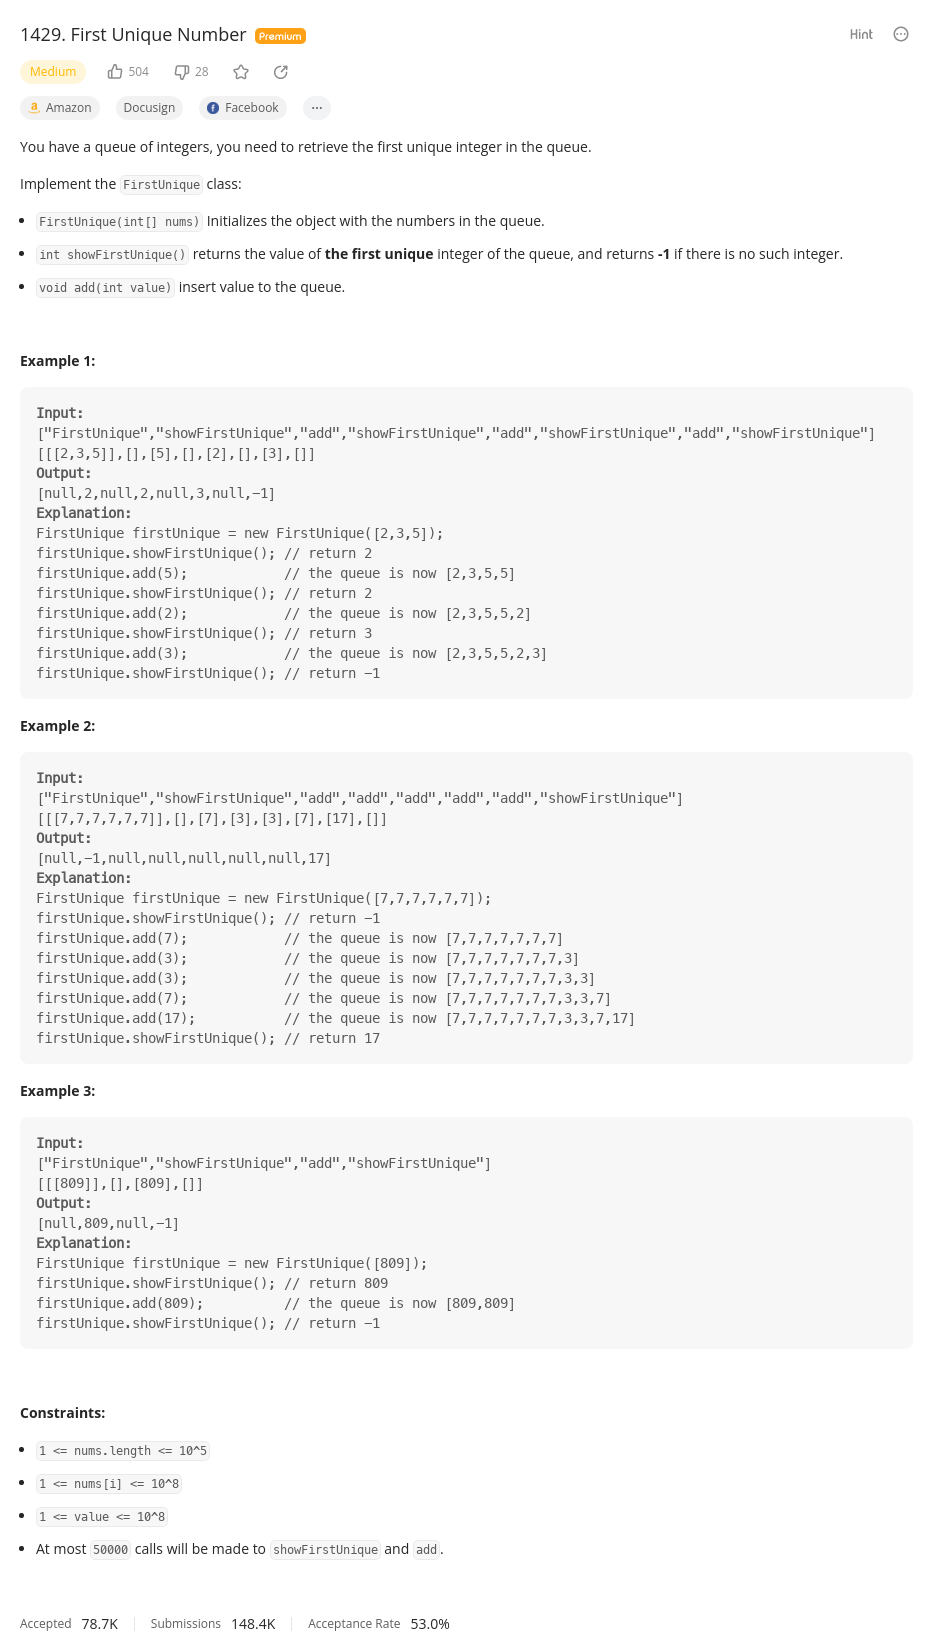 1429. First Unique Number Premium Hint
Medium 504 28
Amazon Docusign Facebook ...
You have a queue of integers, you need to retrieve the first unique integer in the queue.
Implement the FirstUnique class:
• FirstUnique(int[] nums) Initializes the object with the numbers in the queue.
• int showFirstUnique() returns the value of the first unique integer of the queue, and returns -1 if there is no such integer.
• void add(int value) insert value to the queue.
Example 1:
Input:
["FirstUnique","showFirstUnique","add","showFirstUnique","add","showFirstUnique","add","showFirstUnique"]
[[[2,3,5]],[],[5],[],[2],[],[3],[]]
Output:
[null,2,null,2,null,3,null,-1]
Explanation:
FirstUnique firstUnique = new FirstUnique([2,3,5]);
firstUnique.showFirstUnique(); // return 2
firstUnique.add(5);            // the queue is now [2,3,5,5]
firstUnique.showFirstUnique(); // return 2
firstUnique.add(2);            // the queue is now [2,3,5,5,2]
firstUnique.showFirstUnique(); // return 3
firstUnique.add(3);            // the queue is now [2,3,5,5,2,3]
firstUnique.showFirstUnique(); // return -1
Example 2:
Input:
["FirstUnique","showFirstUnique","add","add","add","add","add","showFirstUnique"]
[[[7,7,7,7,7,7]],[],[7],[3],[3],[7],[17],[]]
Output:
[null,-1,null,null,null,null,null,17]
Explanation:
FirstUnique firstUnique = new FirstUnique([7,7,7,7,7,7]);
firstUnique.showFirstUnique(); // return -1
firstUnique.add(7);            // the queue is now [7,7,7,7,7,7,7]
firstUnique.add(3);            // the queue is now [7,7,7,7,7,7,7,3]
firstUnique.add(3);            // the queue is now [7,7,7,7,7,7,7,3,3]
firstUnique.add(7);            // the queue is now [7,7,7,7,7,7,7,3,3,7]
firstUnique.add(17);           // the queue is now [7,7,7,7,7,7,7,3,3,7,17]
firstUnique.showFirstUnique(); // return 17
Example 3:
Input:
["FirstUnique","showFirstUnique","add","showFirstUnique"]
[[[809]],[],[809],[]]
Output:
[null,809,null,-1]
Explanation:
FirstUnique firstUnique = new FirstUnique([809]);
firstUnique.showFirstUnique(); // return 809
firstUnique.add(809);          // the queue is now [809,809]
firstUnique.showFirstUnique(); // return -1
Constraints:
• 1 <= nums.length <= 10^5
• 1 <= nums[i] <= 10^8
• 1 <= value <= 10^8
• At most 50000 calls will be made to showFirstUnique and add.
Accepted 78.7K Submissions 148.4K Acceptance Rate 53.0%